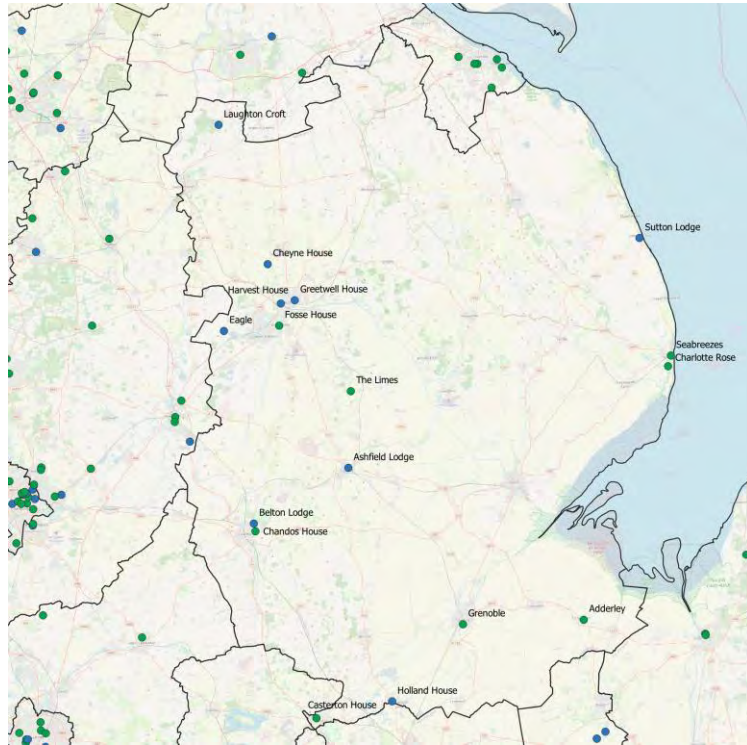 Laughton Croft
Sutton Lodge
Cheyne House
Harvest House
Greetwell House
Fosse House
Eagle
Seabreezes
Charlotte Rose
The Limes
Ashfield Lodge
Belton Lodge
Chandos House
Grenoble
Adderley
Holland House
Casterton House